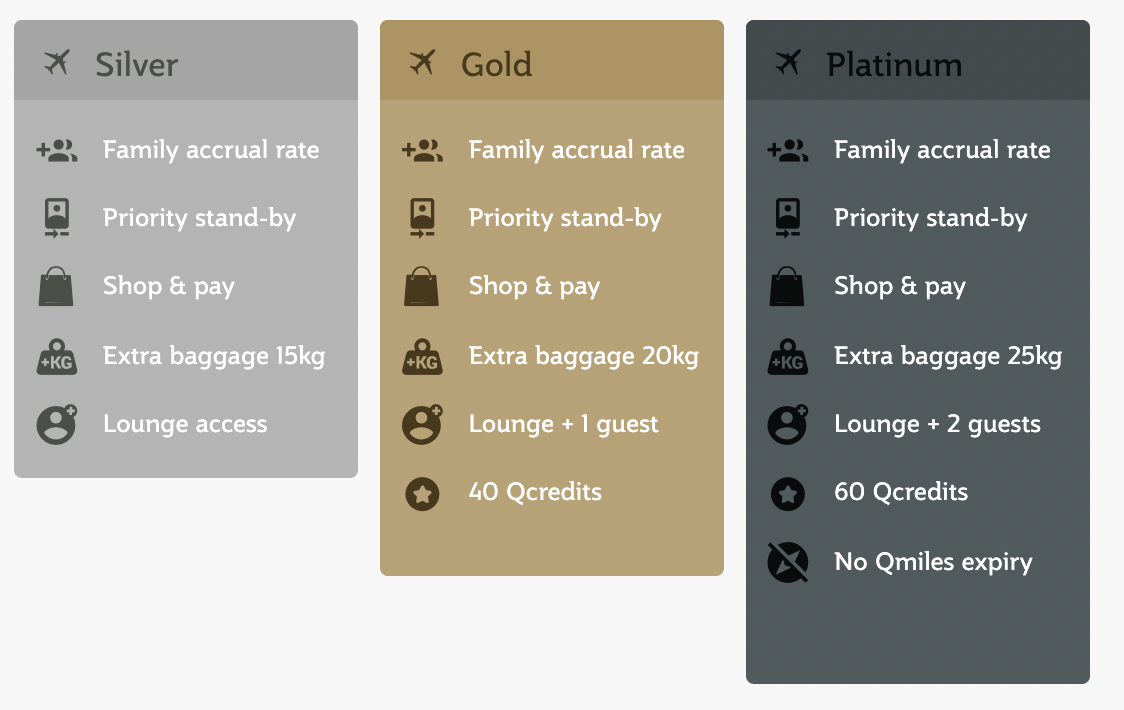 Silver
Family accrual rate
Priority stand-by
Shop & pay
+KG
Extra baggage 15kg
Lounge access
Gold
Family accrual rate
Priority stand-by
Shop & pay
+KG
Extra baggage 20kg
Lounge + 1 guest
40 Qcredits
Platinum
Family accrual rate
Priority stand-by
Shop & pay
+KG
Extra baggage 25kg
Lounge + 2 guests
60 Qcredits
No Qmiles expiry